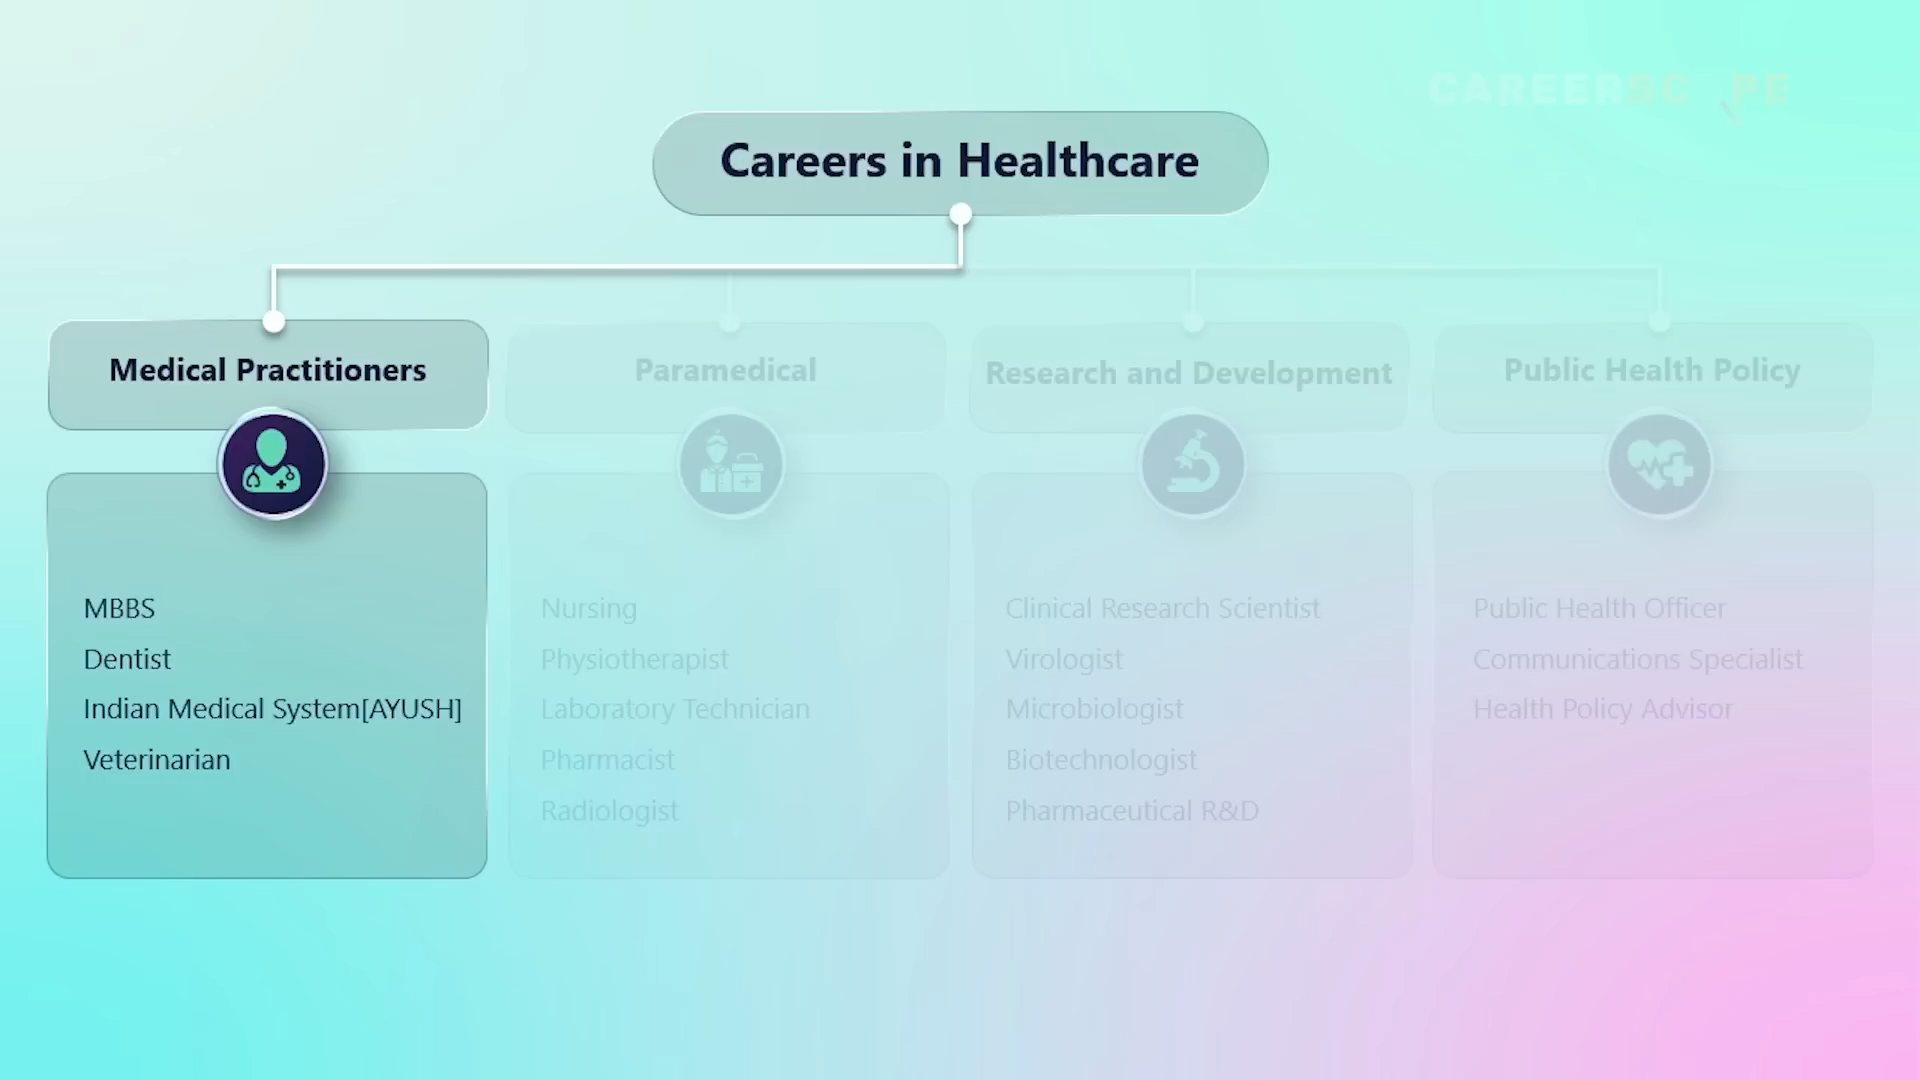 CAREERSC PE
Careers in Healthcare
Medical Practitioners
MBBS
Dentist
Indian Medical System[AYUSH]
Veterinarian
Paramedical
Nursing
Physiotherapist
Laboratory Technician
Pharmacist
Radiologist
Research and Development
Clinical Research Scientist
Virologist
Microbiologist
Biotechnologist
Pharmaceutical R&D
Public Health Policy
Public Health Officer
Communications Specialist
Health Policy Advisor